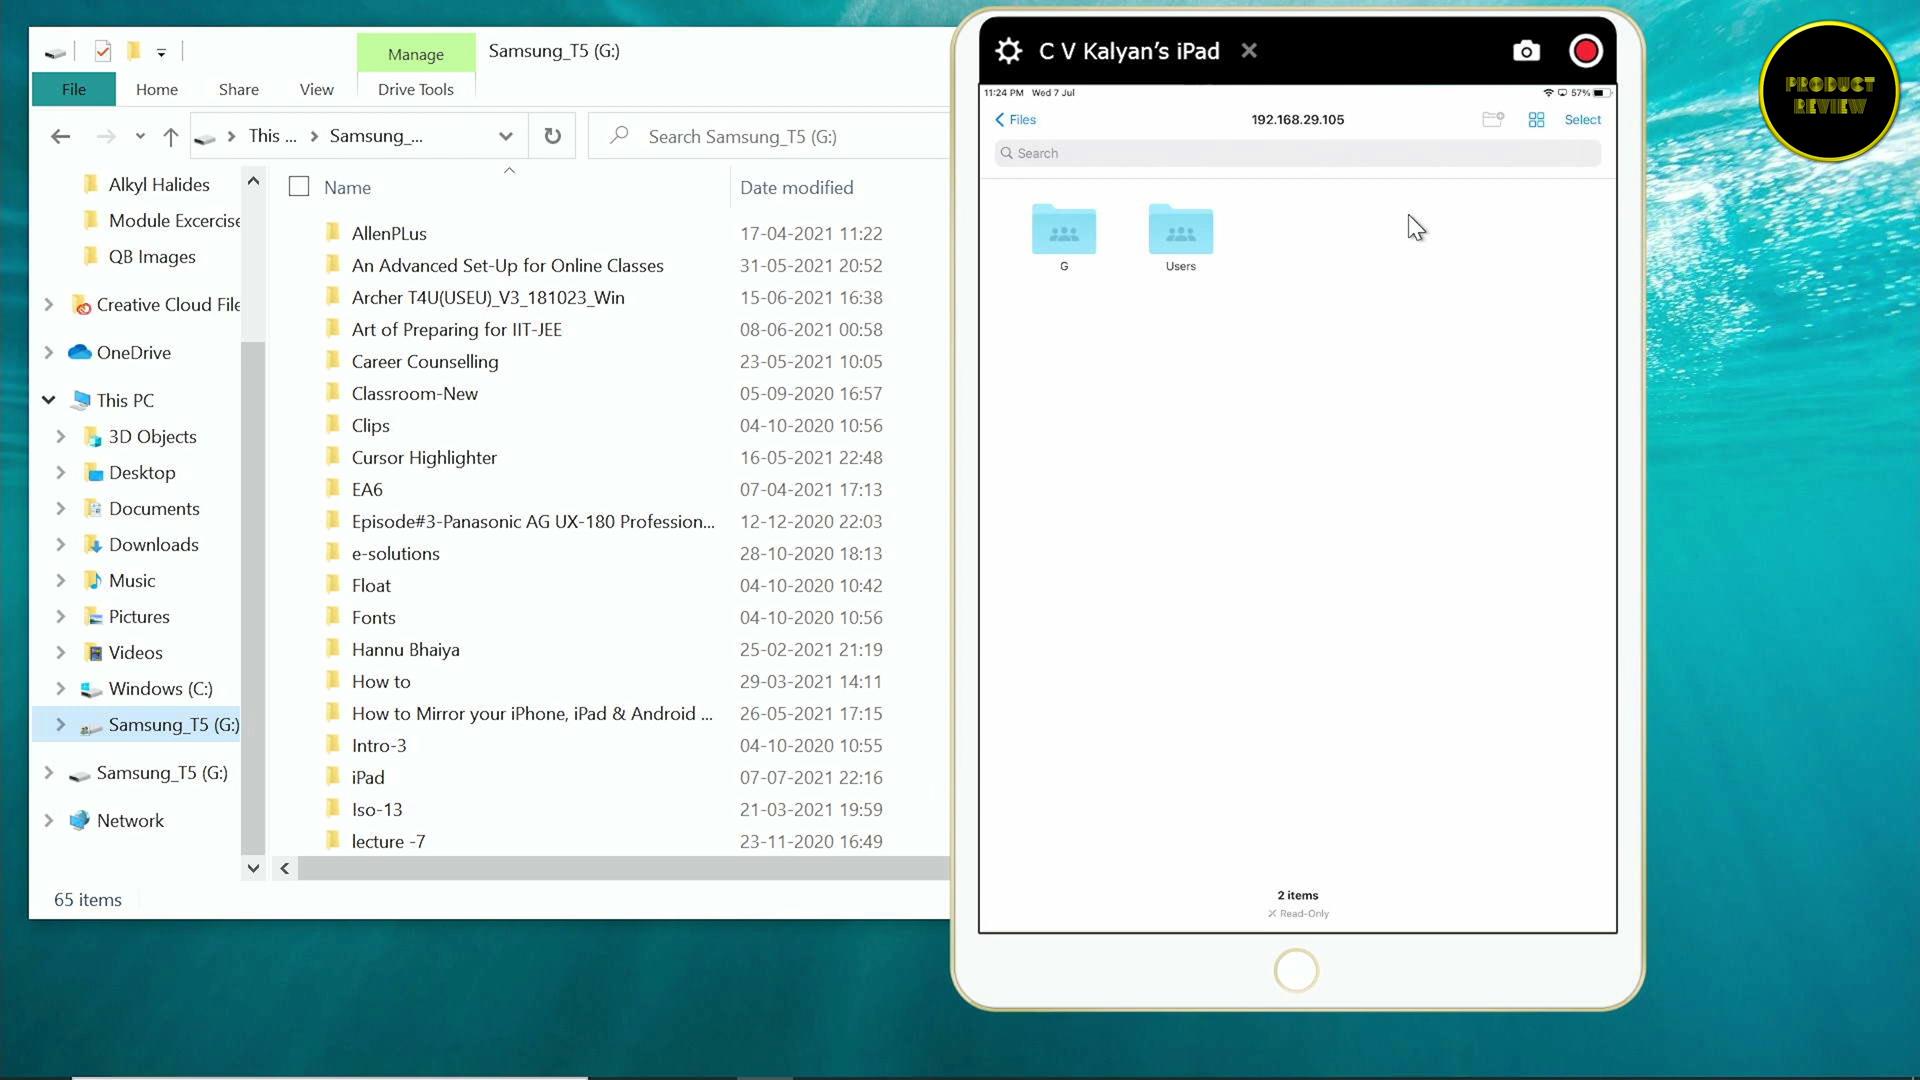 Manage
Samsung_T5 (G:)
File
Home
Share
View
Drive Tools
This ...
Samsung_...
Search Samsung_T5 (G:)
Alkyl Halides
Module Excercise
QB Images
Creative Cloud File
OneDrive
This PC
3D Objects
Desktop
Documents
Downloads
Music
Pictures
Videos
Windows (C:)
Samsung_T5 (G:)
Samsung_T5 (G:)
Network
65 items
Name Date modified
AllenPLus 17-04-2021 11:22
An Advanced Set-Up for Online Classes 31-05-2021 20:52
Archer T4U(USEU)_V3_181023_Win 15-06-2021 16:38
Art of Preparing for IIT-JEE 08-06-2021 00:58
Career Counselling 23-05-2021 10:05
Classroom-New 05-09-2020 16:57
Clips 04-10-2020 10:56
Cursor Highlighter 16-05-2021 22:48
EA6 07-04-2021 17:13
Episode#3-Panasonic AG UX-180 Profession... 12-12-2020 22:03
e-solutions 28-10-2020 18:13
Float 04-10-2020 10:42
Fonts 04-10-2020 10:56
Hannu Bhaiya 25-02-2021 21:19
How to 29-03-2021 14:11
How to Mirror your iPhone, iPad & Android ... 26-05-2021 17:15
Intro-3 04-10-2020 10:55
iPad 07-07-2021 22:16
Iso-13 21-03-2021 19:59
lecture -7 23-11-2020 16:49
C V Kalyan’s iPad
11:24 PM Wed 7 Jul 57%
Files 192.168.29.105 Select
Search
G Users
2 items
Read-Only
PRODUCT
REVIEW